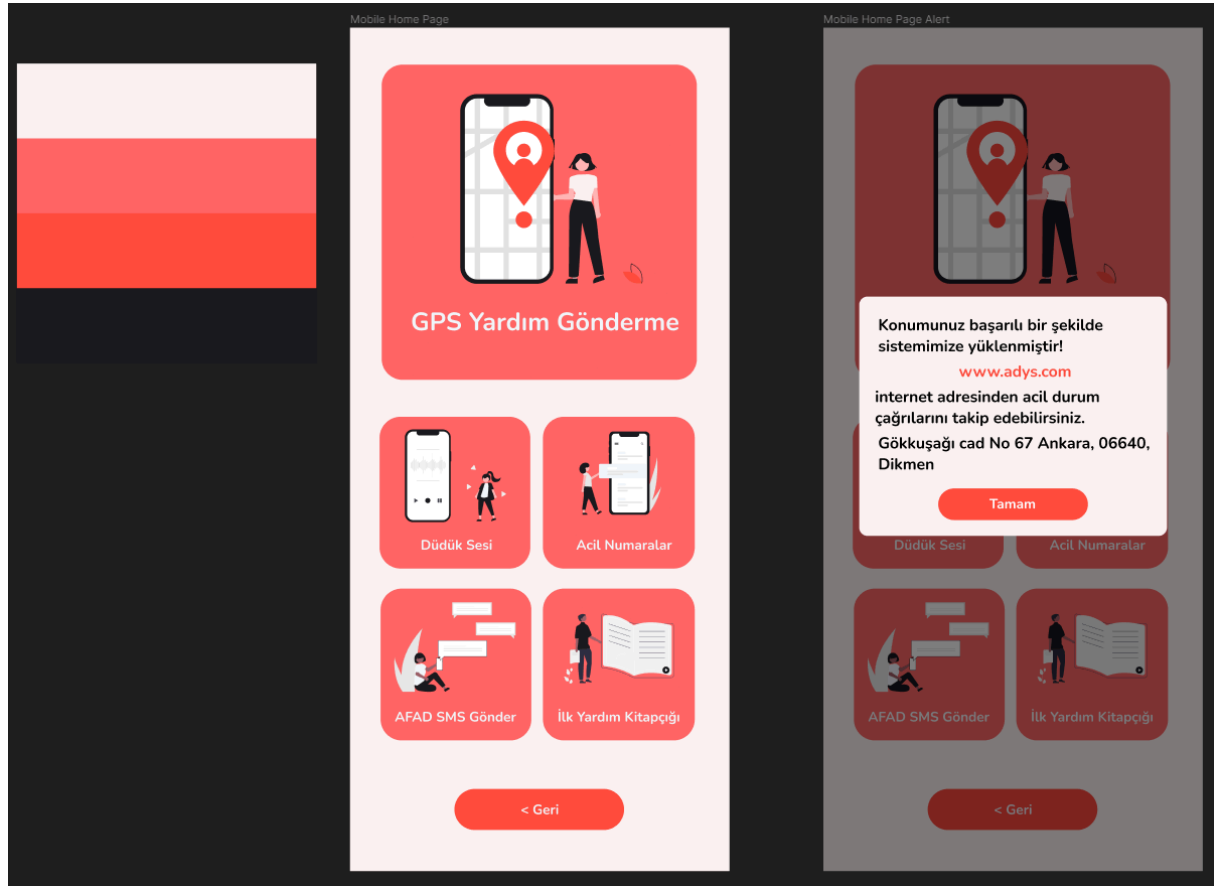 Mobile Home Page
GPS Yardım Gönderme
Düdük Sesi
Acil Numaralar
AFAD SMS Gönder
İlk Yardım Kitapçığı
< Geri
Mobile Home Page Alert
Konumunuz başarılı bir şekilde
sistemimize yüklenmiştir!
www.adys.com
internet adresinden acil durum
çağrılarını takip edebilirsiniz.
Gökkuşağı cad No 67 Ankara, 06640,
Dikmen
Tamam
Düdük Sesi
Acil Numaralar
AFAD SMS Gönder
İlk Yardım Kitapçığı
< Geri